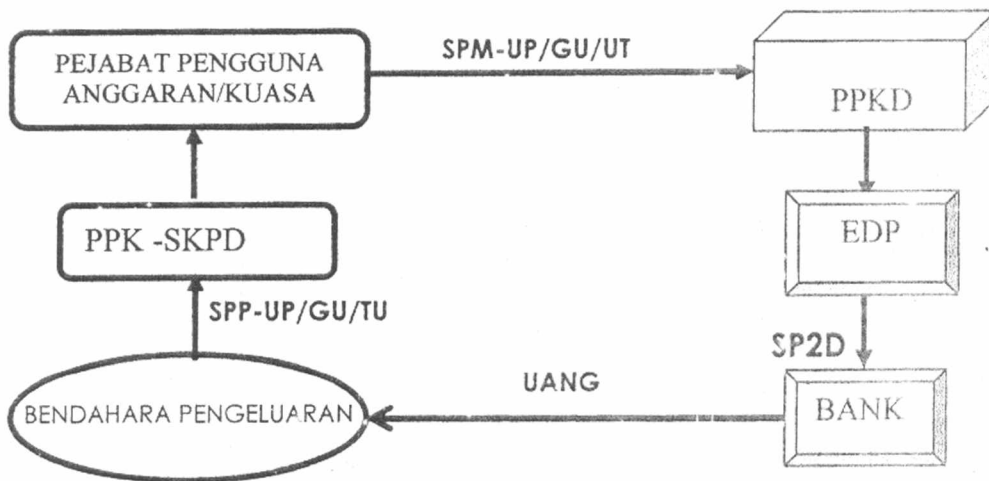 PEJABAT PENGGUNA
ANGGARAN/KUASA
SPM-UP/GU/UT
PPKD
PPK -SKPD
EDP
SPP-UP/GU/TU
SP2D
UANG
BENDAHARA PENGELUARAN
BANK